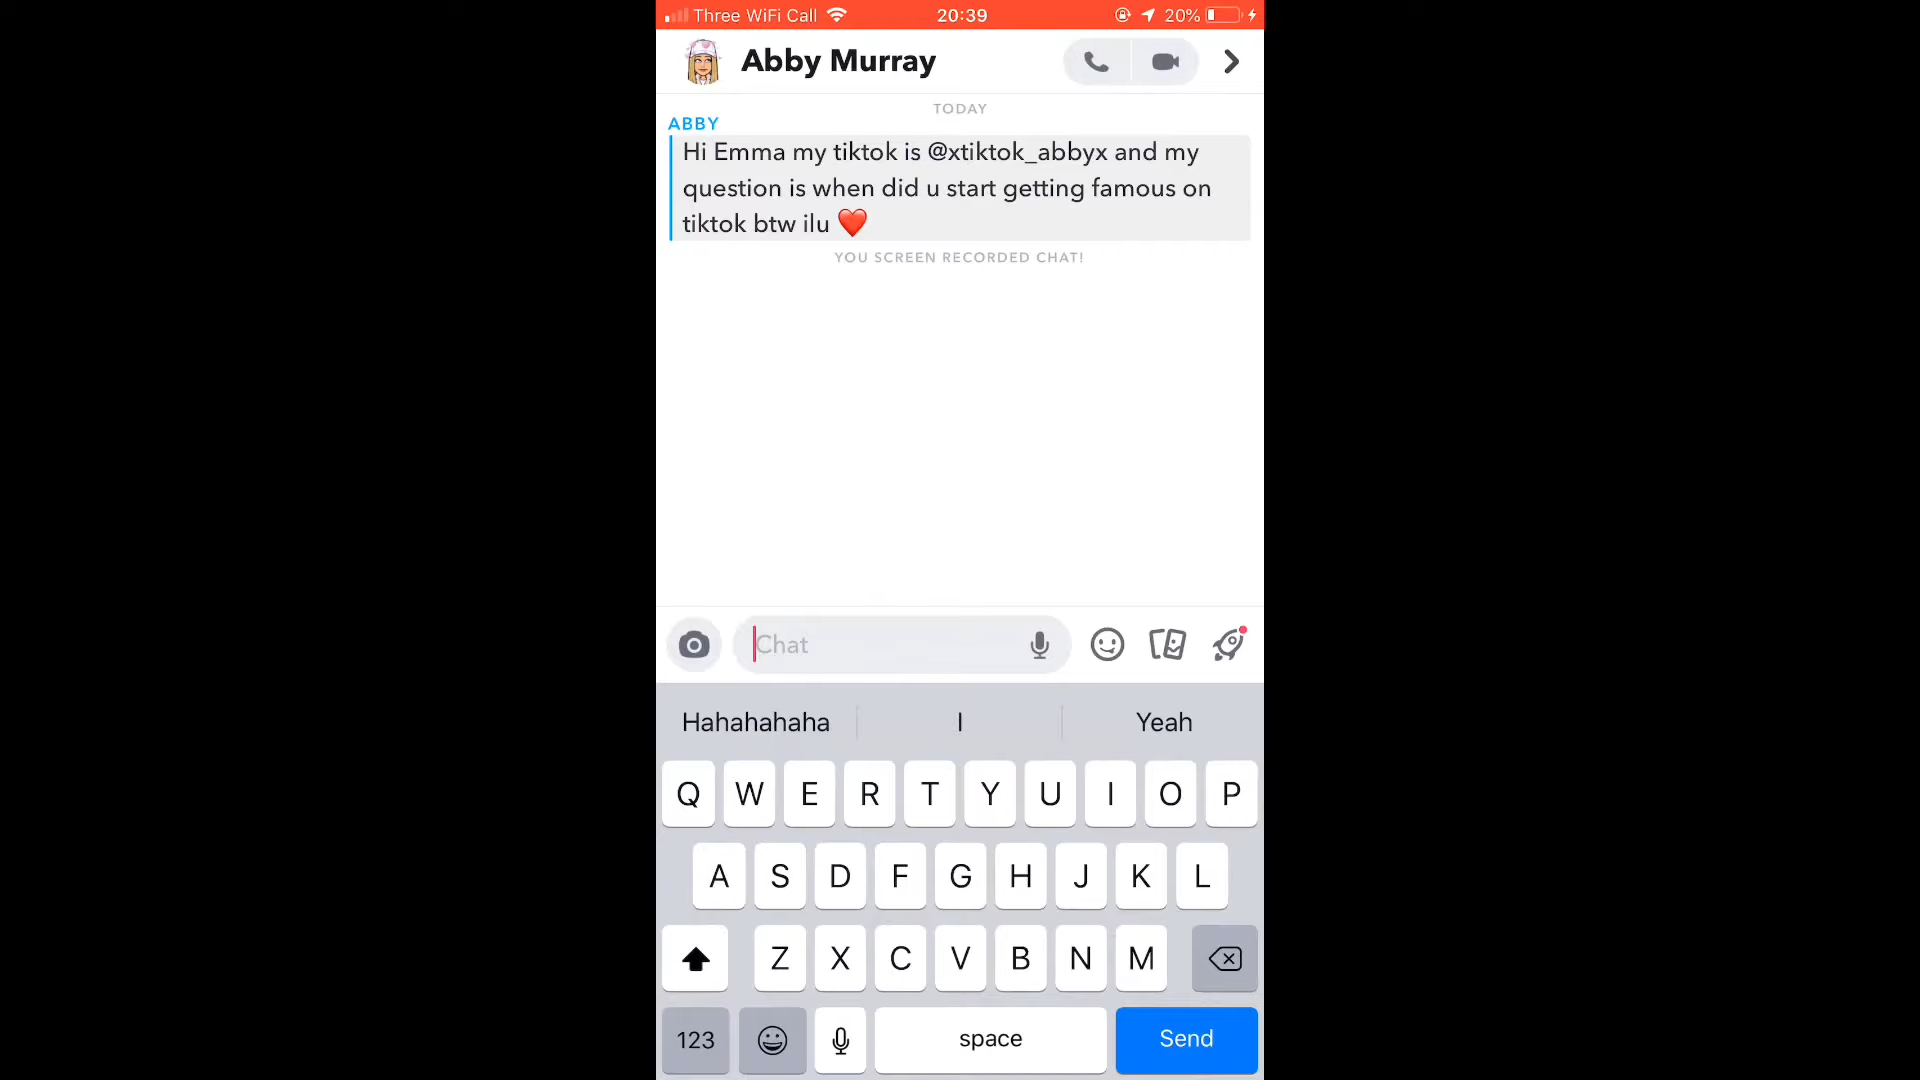 Three WiFi Call 20:39 20%
Abby Murray
TODAY
ABBY
Hi Emma my tiktok is @xtiktok_abbyx and my
question is when did u start getting famous on
tiktok btw ilu ❤️
YOU SCREEN RECORDED CHAT!
Chat
Hahahahaha I Yeah
Q W E R T Y U I O P
A S D F G H J K L
Z X C V B N M
123 space Send